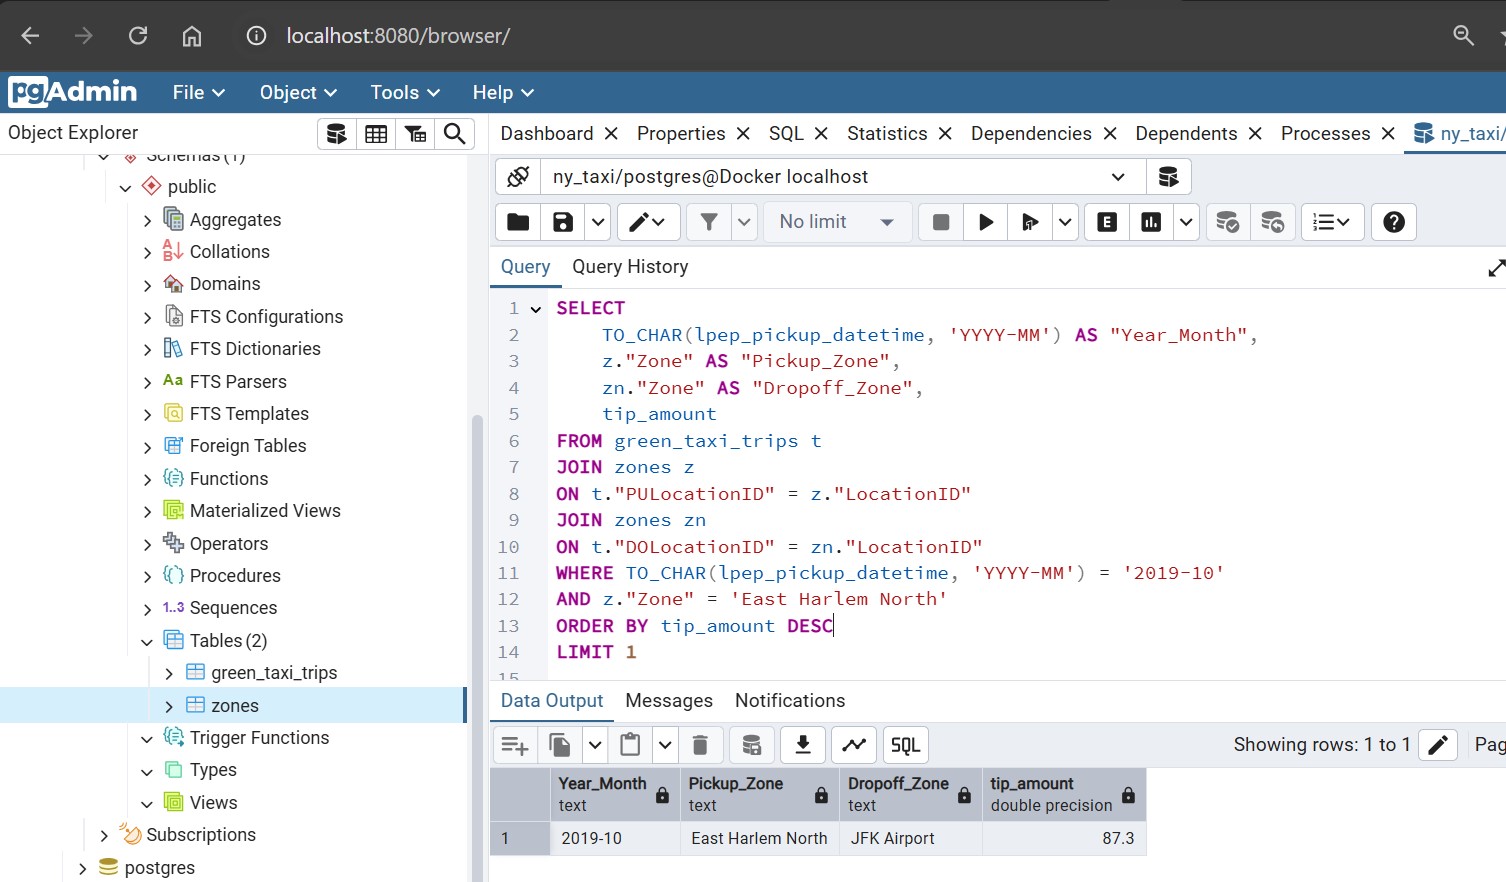 localhost:8080/browser/
pgAdmin File Object Tools Help
Object Explorer
Dashboard Properties SQL Statistics Dependencies Dependents Processes ny_taxi/
Schemas (1)
public
Aggregates
Collations
Domains
FTS Configurations
FTS Dictionaries
Aa FTS Parsers
FTS Templates
Foreign Tables
Functions
Materialized Views
Operators
Procedures
1..3 Sequences
Tables (2)
green_taxi_trips
zones
Trigger Functions
Types
Views
Subscriptions
postgres
ny_taxi/postgres@Docker localhost
No limit
E
Query Query History
1 SELECT
2 TO_CHAR(lpep_pickup_datetime, 'YYYY-MM') AS "Year_Month",
3 z."Zone" AS "Pickup_Zone",
4 zn."Zone" AS "Dropoff_Zone",
5 tip_amount
6 FROM green_taxi_trips t
7 JOIN zones z
8 ON t."PULocationID" = z."LocationID"
9 JOIN zones zn
10 ON t."DOLocationID" = zn."LocationID"
11 WHERE TO_CHAR(lpep_pickup_datetime, 'YYYY-MM') = '2019-10'
12 AND z."Zone" = 'East Harlem North'
13 ORDER BY tip_amount DESC
14 LIMIT 1
15
Data Output Messages Notifications
SQL Showing rows: 1 to 1 Pag
Year_Month Pickup_Zone Dropoff_Zone tip_amount
text text text double precision
1 2019-10 East Harlem North JFK Airport 87.3